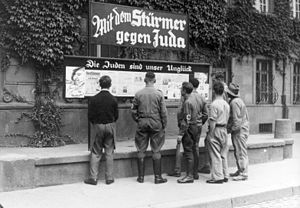 Mit dem Stürmer
gegen Juda
Die Juden sind unser Unglück